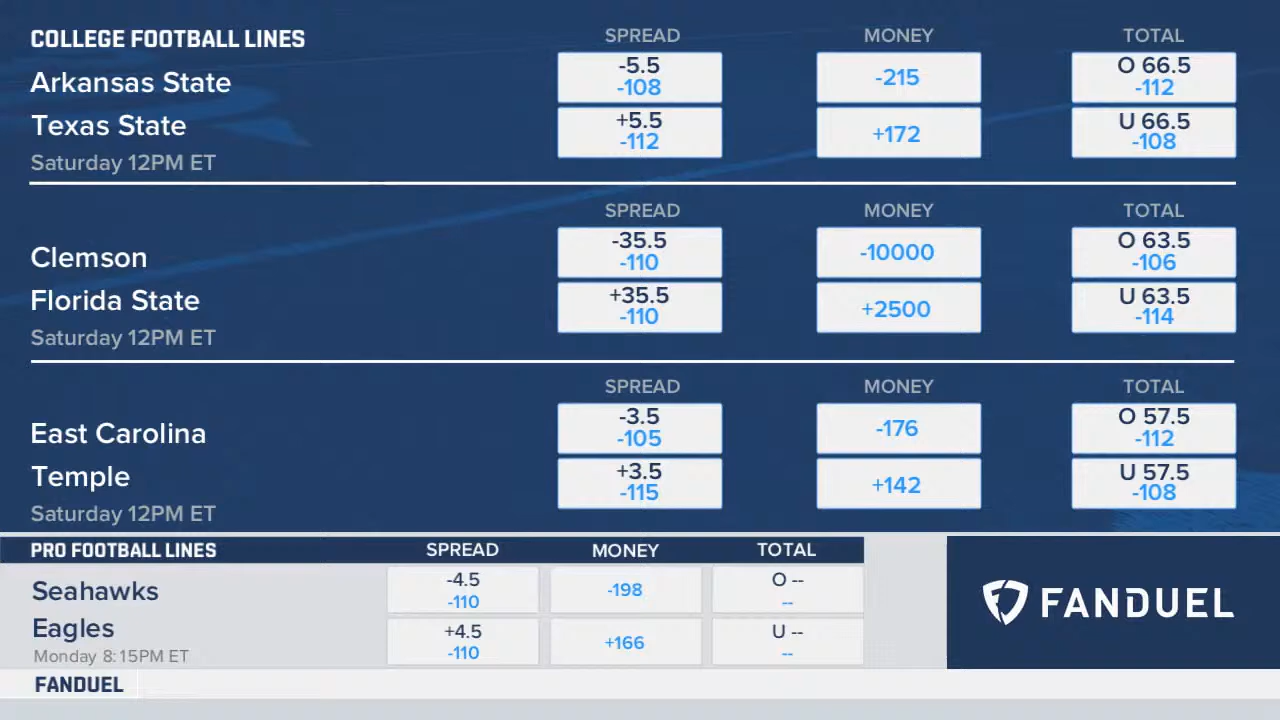 COLLEGE FOOTBALL LINES SPREAD MONEY TOTAL
Arkansas State -5.5 -108 -215 O 66.5 -112
Texas State +5.5 -112 +172 U 66.5 -108
Saturday 12PM ET
SPREAD MONEY TOTAL
Clemson -35.5 -110 -10000 O 63.5 -106
Florida State +35.5 -110 +2500 U 63.5 -114
Saturday 12PM ET
SPREAD MONEY TOTAL
East Carolina -3.5 -105 -176 O 57.5 -112
Temple +3.5 -115 +142 U 57.5 -108
Saturday 12PM ET
PRO FOOTBALL LINES SPREAD MONEY TOTAL
Seahawks -4.5 -110 -198 O -- --
Eagles +4.5 -110 +166 U -- --
Monday 8:15PM ET
FANDUEL
FANDUEL